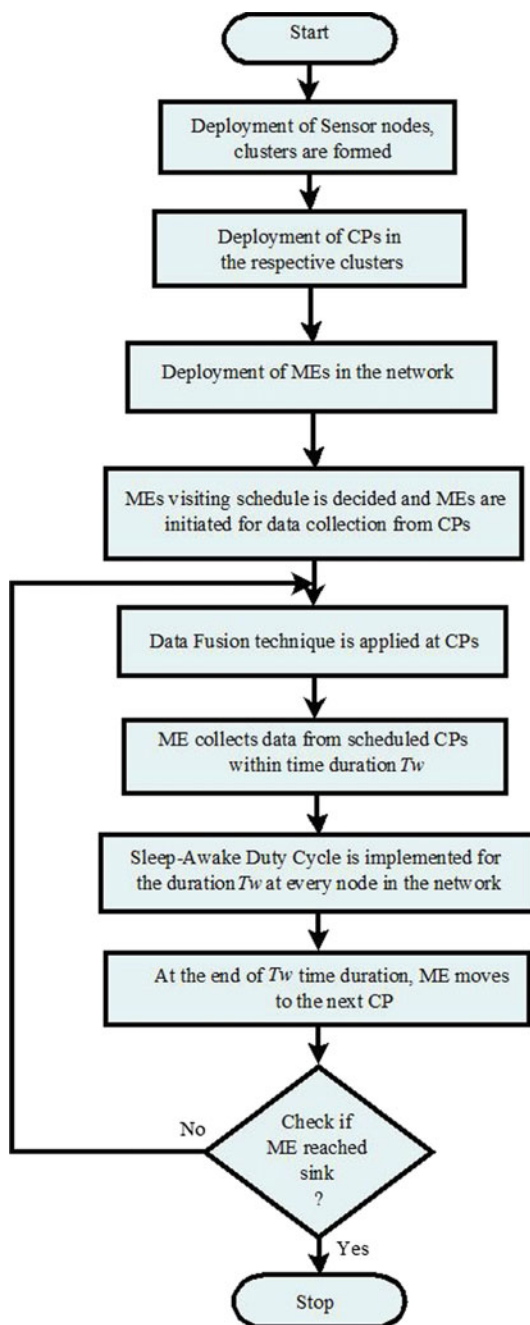 Start
Deployment of Sensor nodes,
clusters are formed
Deployment of CPs in
the respective clusters
Deployment of MEs in the network
MEs visiting schedule is decided and MEs are
initiated for data collection from CPs
Data Fusion technique is applied at CPs
ME collects data from scheduled CPs
within time duration Tw
Sleep-Awake Duty Cycle is implemented for
the duration Tw at every node in the network
At the end of Tw time duration, ME moves
to the next CP
No
Check if
ME reached
sink
?
Yes
Stop